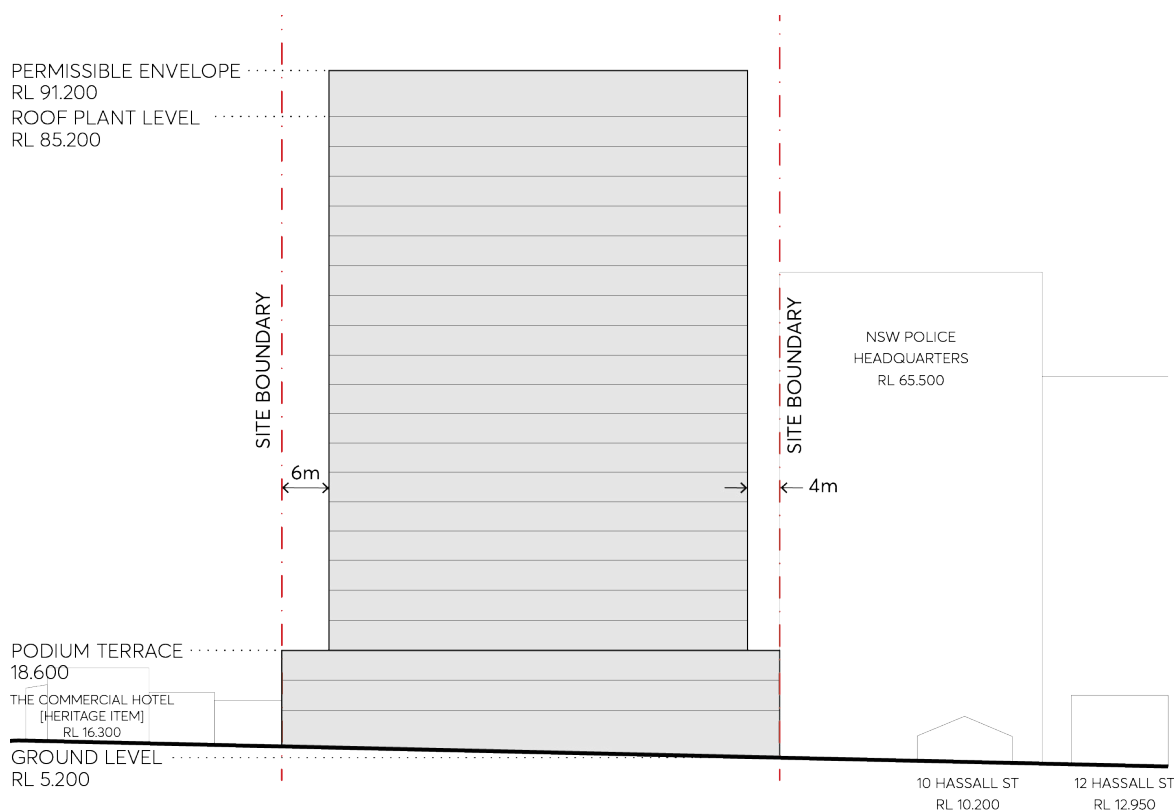 PERMISSIBLE ENVELOPE
RL 91.200
ROOF PLANT LEVEL
RL 85.200
SITE BOUNDARY
SITE BOUNDARY
NSW POLICE
HEADQUARTERS
RL 65.500
6m
4m
PODIUM TERRACE
18.600
THE COMMERCIAL HOTEL
[HERITAGE ITEM]
RL 16.300
GROUND LEVEL
RL 5.200
10 HASSALL ST
RL 10.200
12 HASSALL ST
RL 12.950